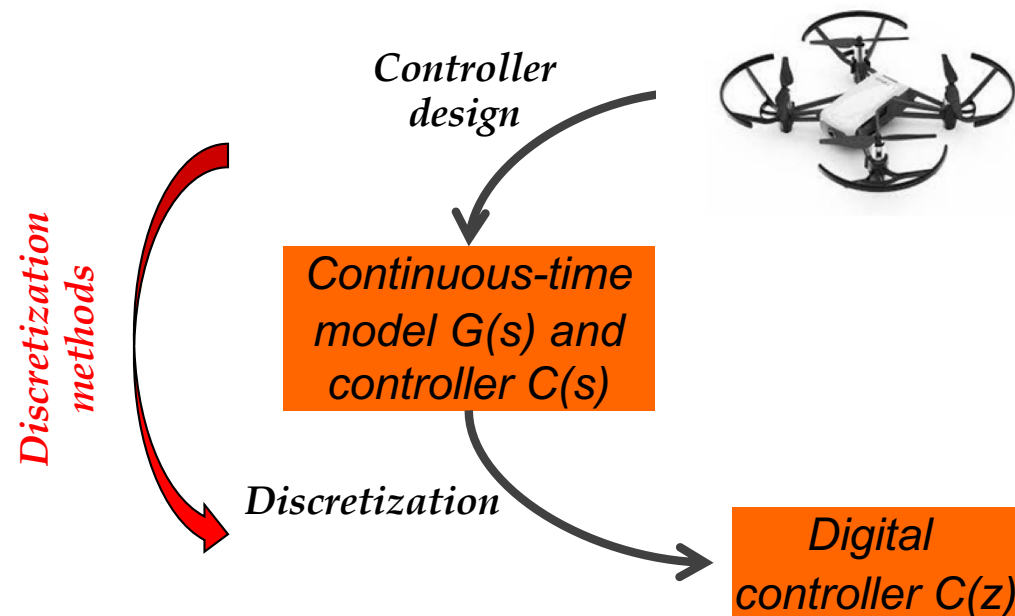 Controller
design
Discretization
methods
Continuous-time
model G(s) and
controller C(s)
Discretization
Digital
controller C(z)